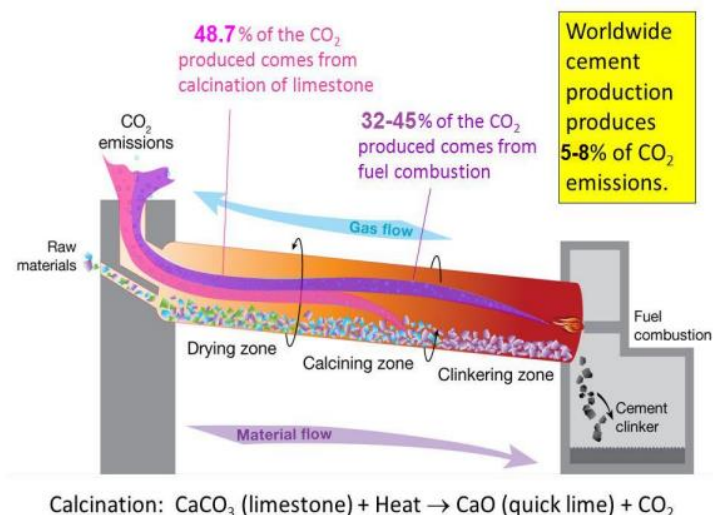 48.7% of the CO₂
produced comes from
calcination of limestone
Worldwide
cement
production
produces
5-8% of CO₂
emissions.
CO₂
emissions
32-45% of the CO₂
produced comes from
fuel combustion
Gas flow
Raw
materials
Drying zone
Calcining zone
Clinkering zone
Fuel
combustion
Cement
clinker
Material flow
Calcination: CaCO₃ (limestone) + Heat → CaO (quick lime) + CO₂